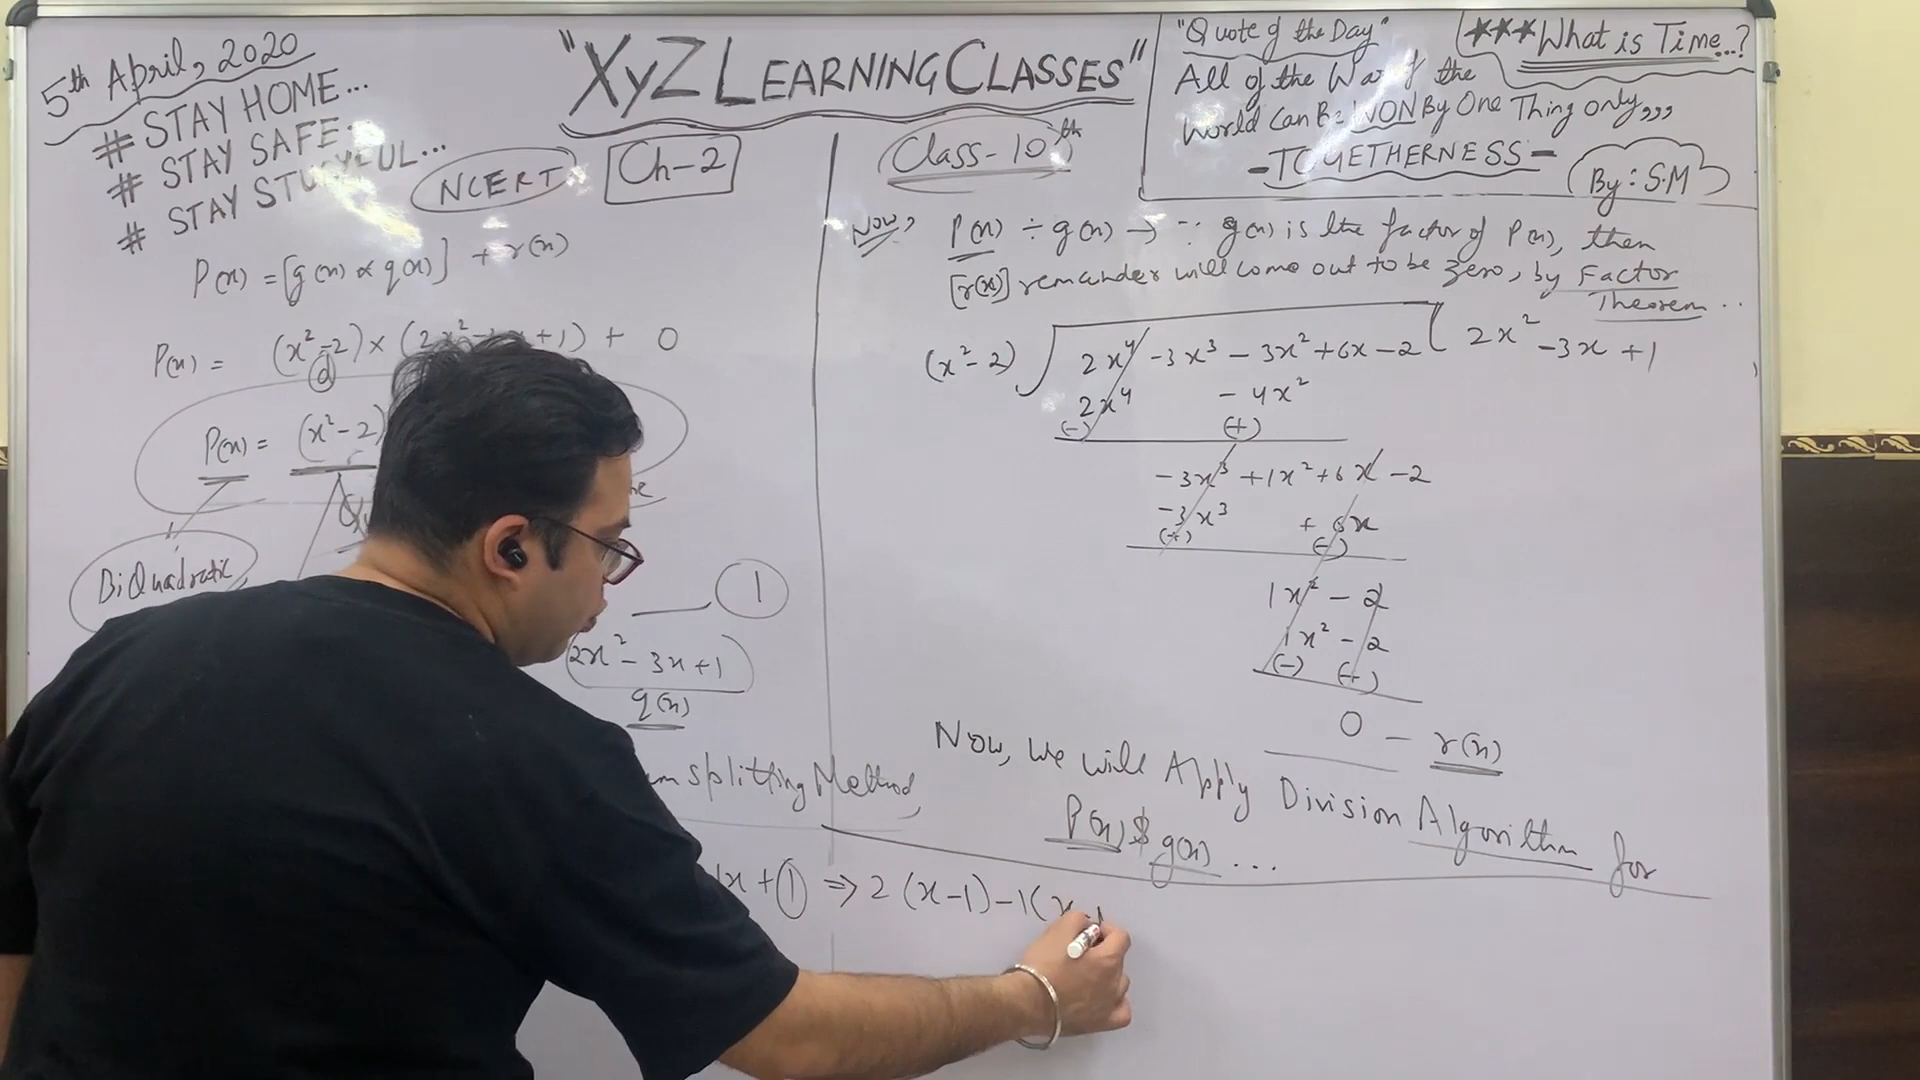 5th April, 2020
# STAY HOME...
# STAY SAFE
# STAY STUDYFUL...
"XyZ LEARNING CLASSES"
NCERT
Ch-2
Class-10th
"Quote of the Day"
All of the War of the
World Can Be WON By One Thing only,,,
-TOGETHERNESS-
By: S.M
***What is Time...?
P(x) = [g(x) × q(x)] + r(x)
P(x) = (x²-2) × (2x²-3x+1) + 0
P(x) = (x²-2)
BiQuadratic
1
2x² - 3x + 1
q(x)
Splitting Method,
1x + 1 ⇒ 2(x-1) - 1(x-1
Now, P(x) ÷ g(x) → ∵ g(x) is the factor of P(x), then
[r(x)] remainder will come out to be zero, by Factor
Theorem..
(x²-2) 2x⁴ - 3x³ - 3x² + 6x - 2 ( 2x² - 3x + 1
2x⁴ - 4x²
(-) (+)
-3x³ + 1x² + 6x - 2
-3x³ + 6x
(+) (-)
1x² - 2
1x² - 2
(-) (+)
0 - r(x)
Now, we will Apply Division Algorithm for
P(x) $ g(x)...